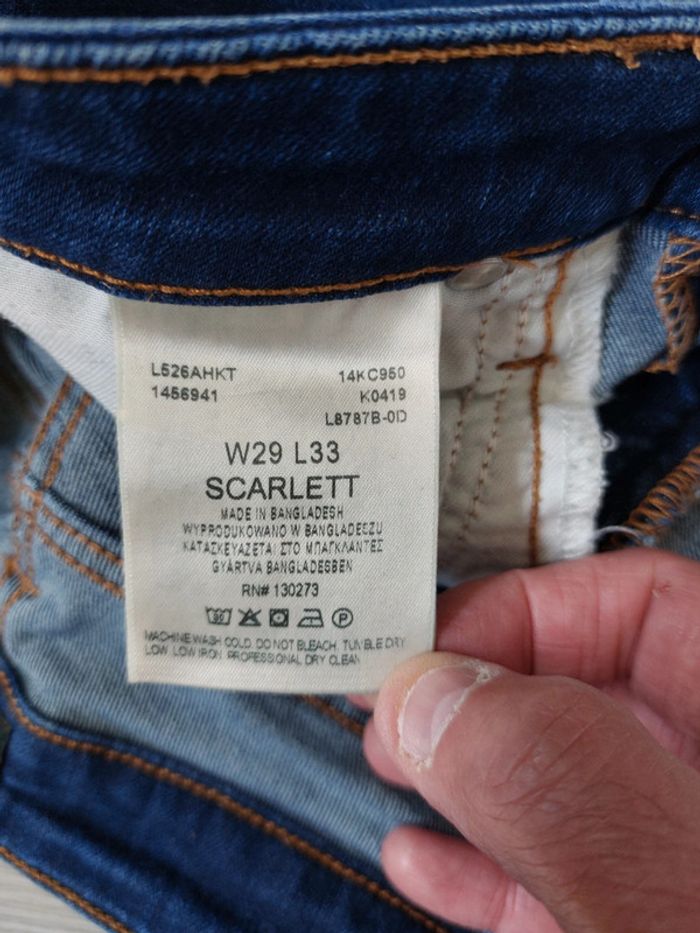 L526AHKT 14KC950
1456941 K0419
L8787B-0D
W29 L33
SCARLETT
MADE IN BANGLADESH
WYPRODUKOWANO W BANGLADESZU
ΚΑΤΑΣΚΕΥΑΖΕΤΑΙ ΣΤΟ ΜΠΑΓΚΛΑΝΤΕΣ
GYÁRTVA BANGLADESBEN
RN# 130273
MACHINE WASH COLD DO NOT BLEACH TUMBLE DRY
LOW LOW IRON PROFESSIONAL DRY CLEAN